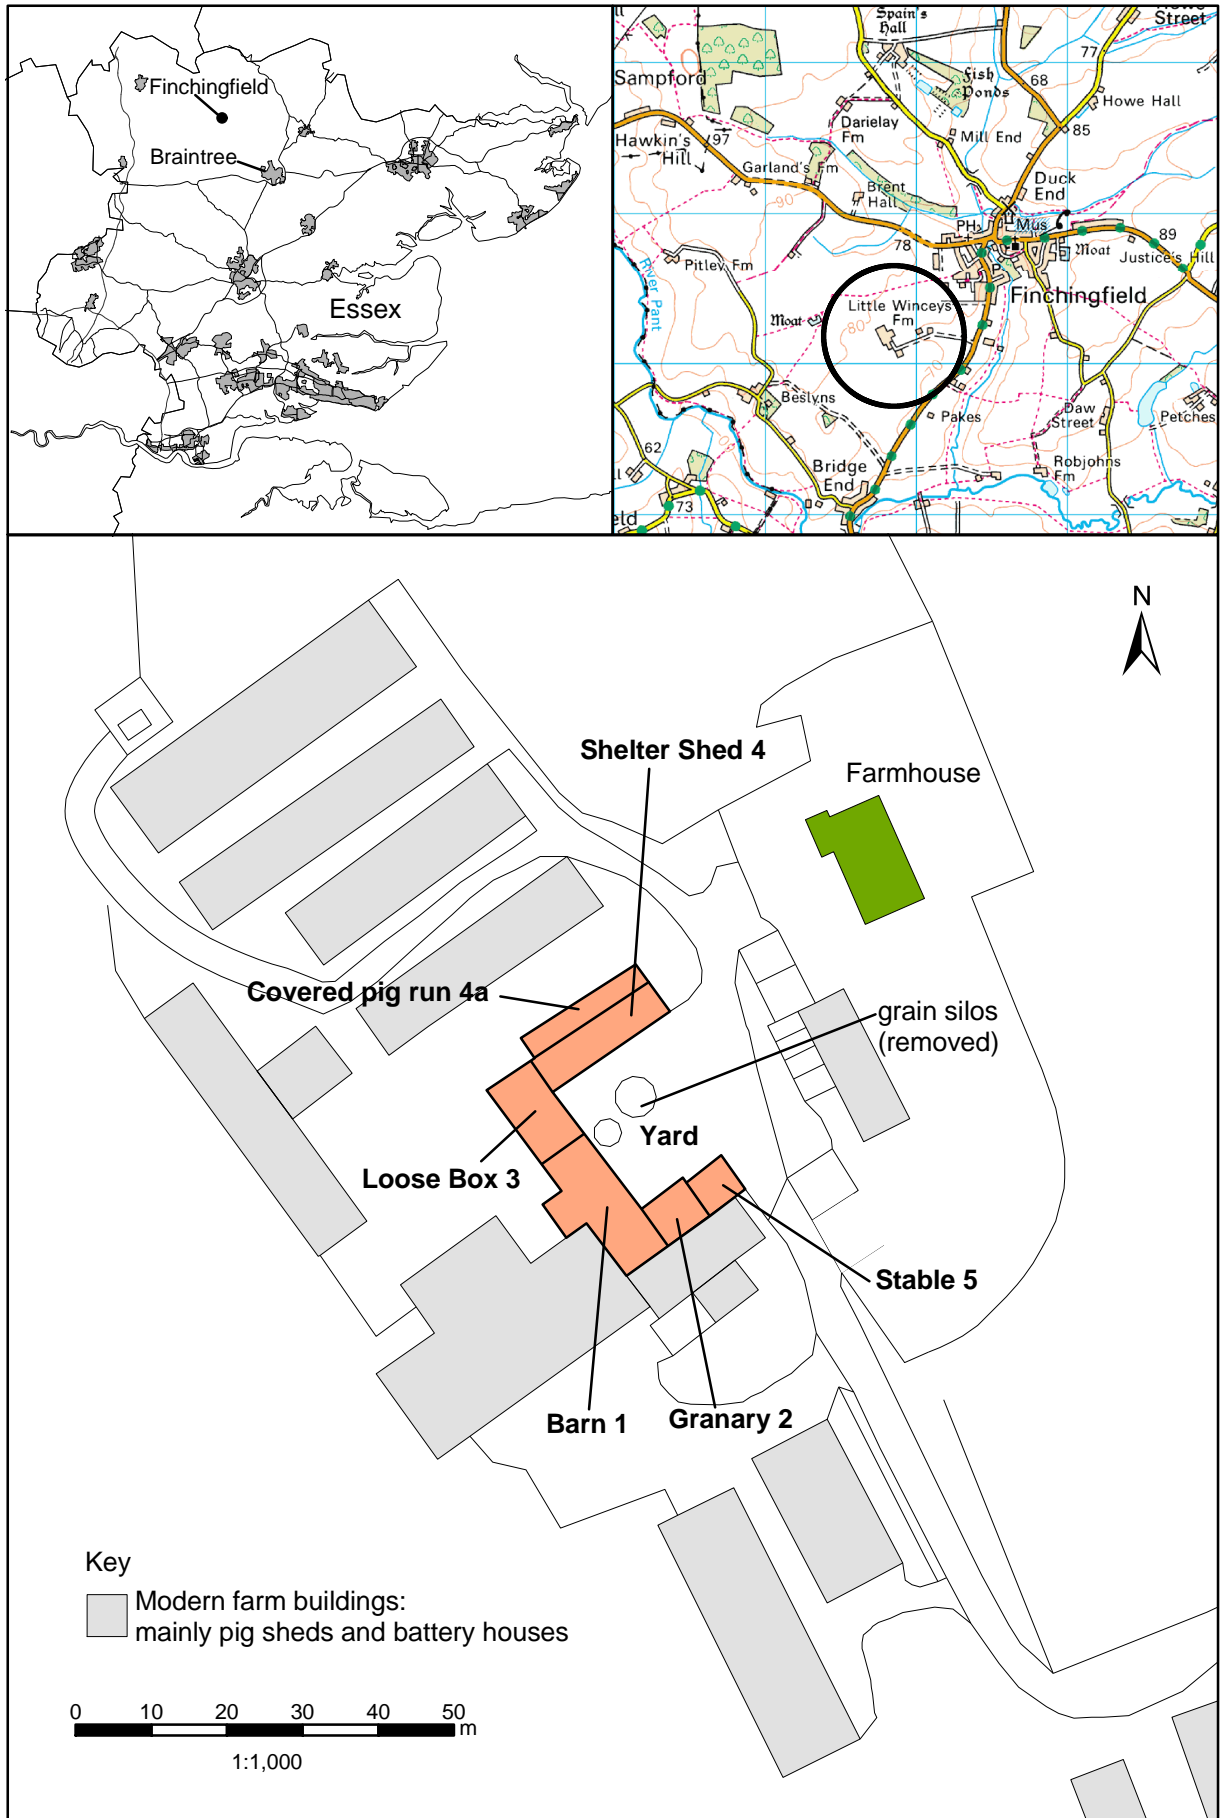 Finchingfield
Braintree
Essex
Spain's
Hall
Street
77
Sampford
Fish
Ponds
68
Howe Hall
Darielay
Fm
Hawkin's
Hill
97
Mill End
85
Garland's Fm
Duck
End
90
Brent
Hall
PH
Mus
78
89
Pitley Fm
Moat
Justice's Hill
River Pant
P
Little Winceys
Fm
Finchingfield
Moat
80
70
Beslyns
Pakes
Daw
Street
Petches
62
Bridge
End
Robjohns
Fm
eld
73
N
Shelter Shed 4
Farmhouse
Covered pig run 4a
grain silos
(removed)
Yard
Loose Box 3
Stable 5
Barn 1
Granary 2
Key
Modern farm buildings:
mainly pig sheds and battery houses
0 10 20 30 40 50
m
1:1,000